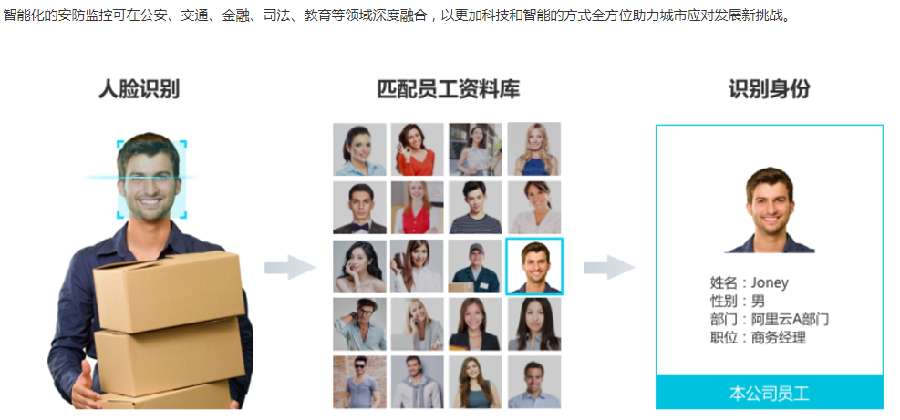 智能化的安防监控可在公安、交通、金融、司法、教育等领域深度融合，以更加科技和智能的方式全方位助力城市应对发展新挑战。
人脸识别
匹配员工资料库
识别身份
姓名：Joney
性别：男
部门：阿里云A部门
职位：商务经理
本公司员工